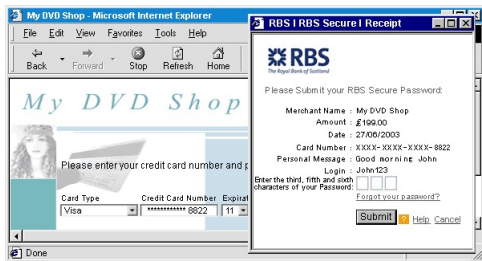 My DVD Shop - Microsoft Internet Explorer
File Edit View Favorites Tools Help
Back Forward Stop Refresh Home
My DVD Shop
Please enter your credit card number and p
Card Type Credit Card Number Expirat
Visa ************ 8822 11
Done
RBS I RBS Secure I Receipt
RBS
The Royal Bank of Scotland
Please Submit your RBS Secure Password:
Merchant Name : My DVD Shop
Amount : £199.00
Date : 27/06/2003
Card Number : XXXX-XXXX-XXXX-8822
Personal Message : Good morning John
Login : John123
Enter the third, fifth and sixth
characters of your Password:
Forgot your password?
Submit ? Help Cancel